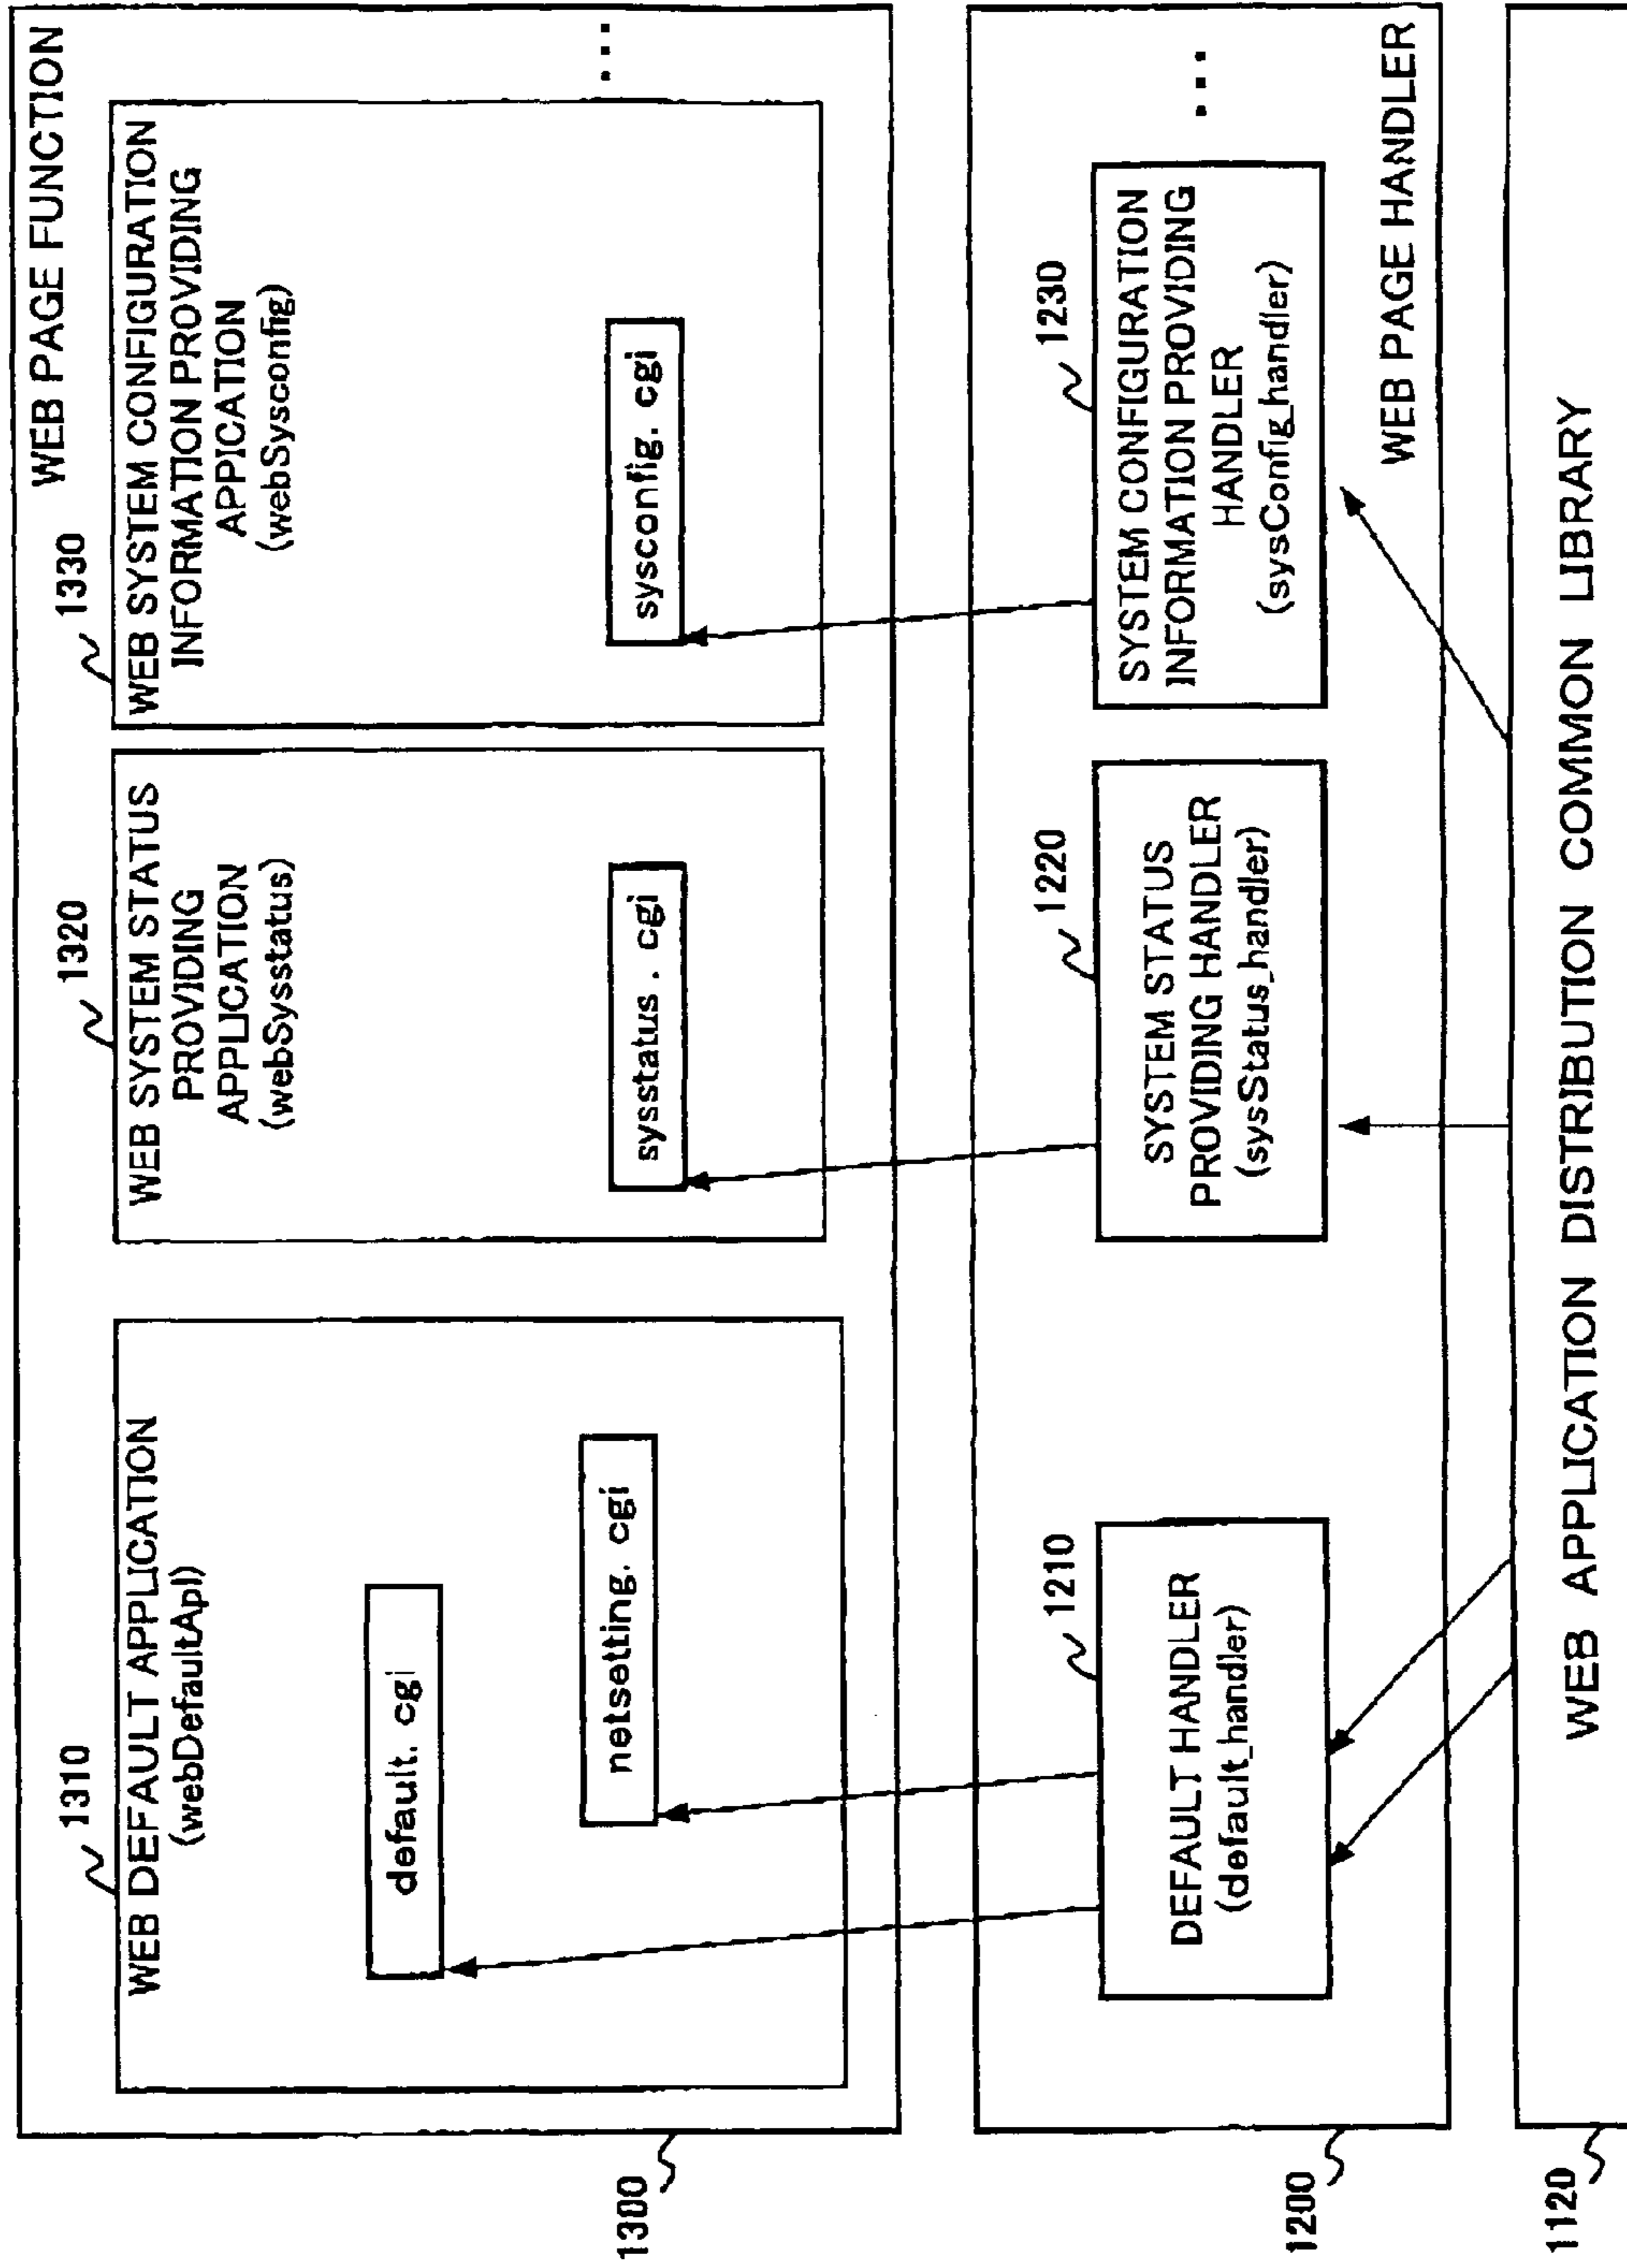 WEB PAGE FUNCTION
1310
WEB DEFAULT APPLICATION
(webDefaultApl)
default. cgi
netsetting. cgi
1320
WEB SYSTEM STATUS
PROVIDING
APPLICATION
(webSysstatus)
sysstatus . cgi
1330
WEB SYSTEM CONFIGURATION
INFORMATION PROVIDING
APPICATION
(webSysconfig)
sysconfig. cgi
...
1300
1210
DEFAULT HANDLER
(default_handler)
1220
SYSTEM STATUS
PROVIDING HANDLER
(sysStatus_handler)
1230
SYSTEM CONFIGURATION
INFORMATION PROVIDING
HANDLER
(sysConfig_handler)
...
WEB PAGE HANDLER
1200
WEB APPLICATION DISTRIBUTION COMMON LIBRARY
1120